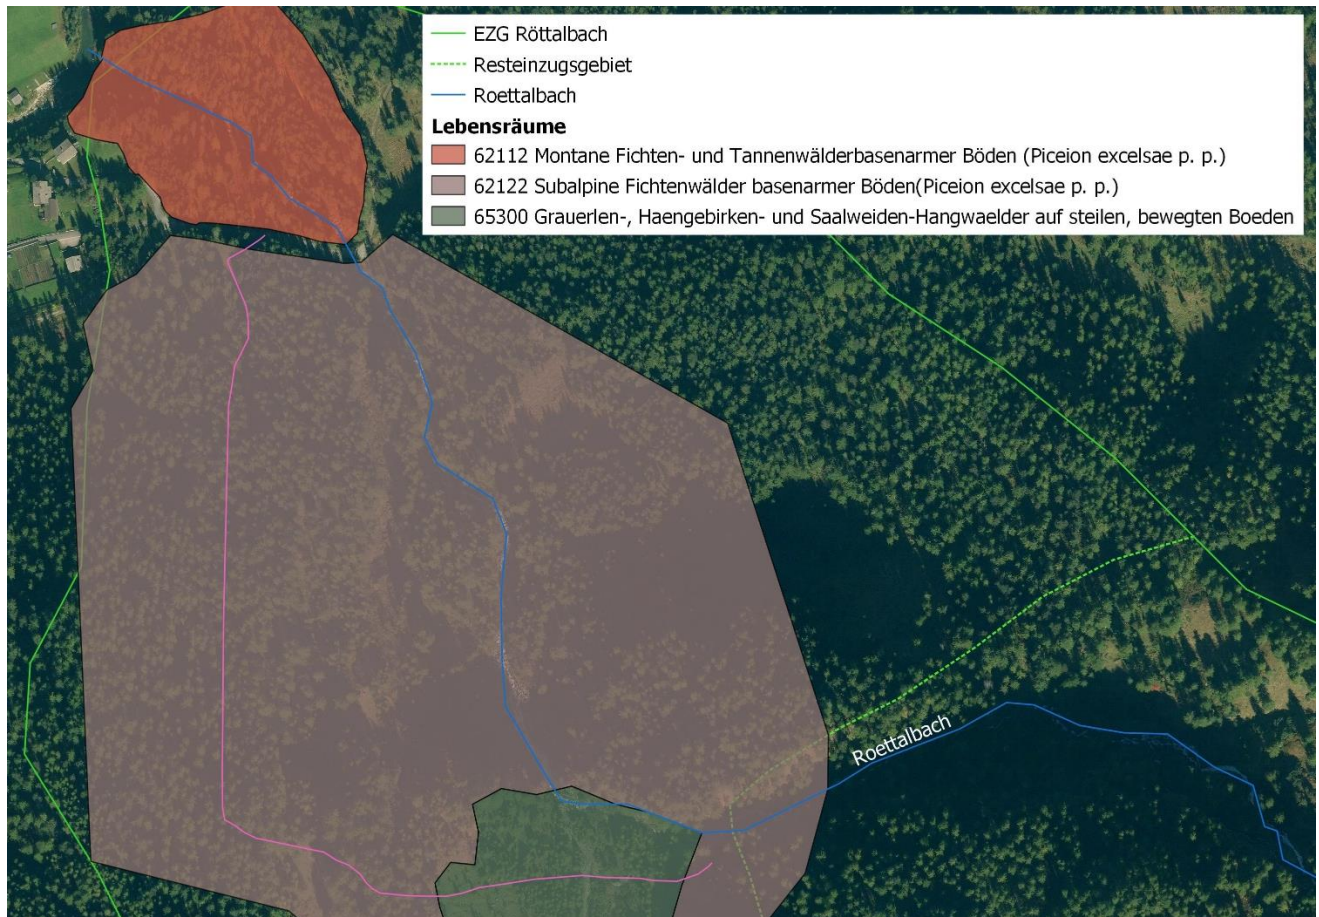 EZG Röttalbach
Resteinzugsgebiet
Roettalbach
Lebensräume
62112 Montane Fichten- und Tannenwälderbasenarmer Böden (Piceion excelsae p. p.)
62122 Subalpine Fichtenwälder basenarmer Böden(Piceion excelsae p. p.)
65300 Grauerlen-, Haengebirken- und Saalweiden-Hangwaelder auf steilen, bewegten Boeden
Roettalbach